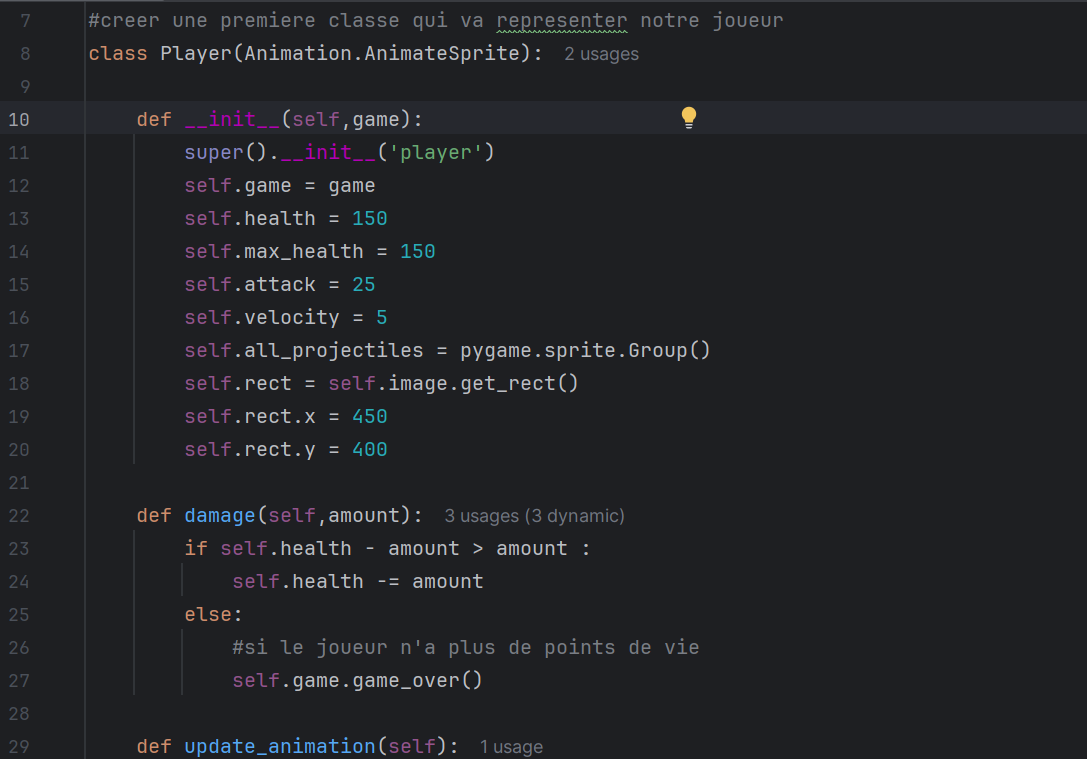 7 #creer une premiere classe qui va representer notre joueur
8 class Player(Animation.AnimateSprite): 2 usages
9
10 def __init__(self,game):
11 super().__init__('player')
12 self.game = game
13 self.health = 150
14 self.max_health = 150
15 self.attack = 25
16 self.velocity = 5
17 self.all_projectiles = pygame.sprite.Group()
18 self.rect = self.image.get_rect()
19 self.rect.x = 450
20 self.rect.y = 400
21
22 def damage(self,amount): 3 usages (3 dynamic)
23 if self.health - amount > amount :
24 self.health -= amount
25 else:
26 #si le joueur n'a plus de points de vie
27 self.game.game_over()
28
29 def update_animation(self): 1 usage